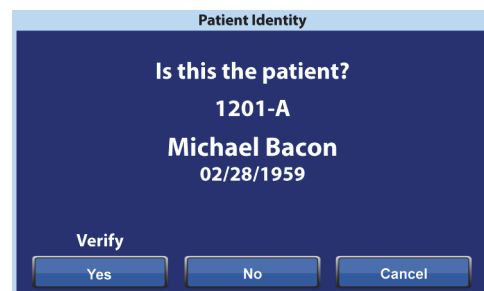 Patient Identity
Is this the patient?
1201-A
Michael Bacon
02/28/1959
Verify
Yes No Cancel